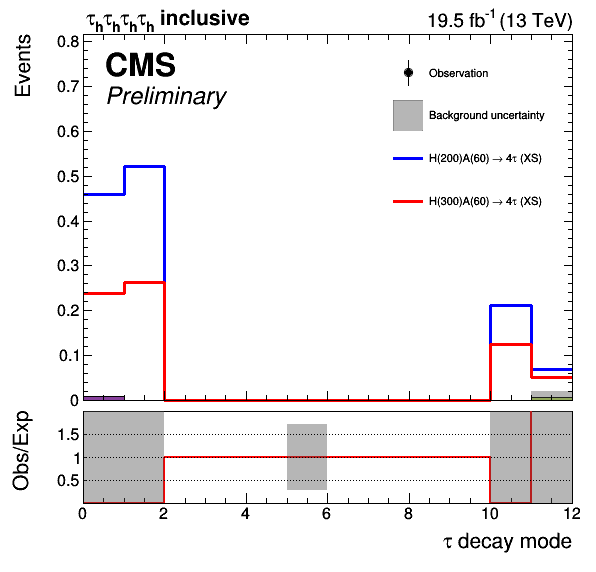 τhτhτhτh inclusive 19.5 fb-1 (13 TeV)
Events
0.8
0.7
0.6
0.5
0.4
0.3
0.2
0.1
0
CMS
Preliminary
Observation
Background uncertainty
H(200)A(60) → 4τ (XS)
H(300)A(60) → 4τ (XS)
Obs/Exp
1.5
1
0.5
0 2 4 6 8 10 12
τ decay mode